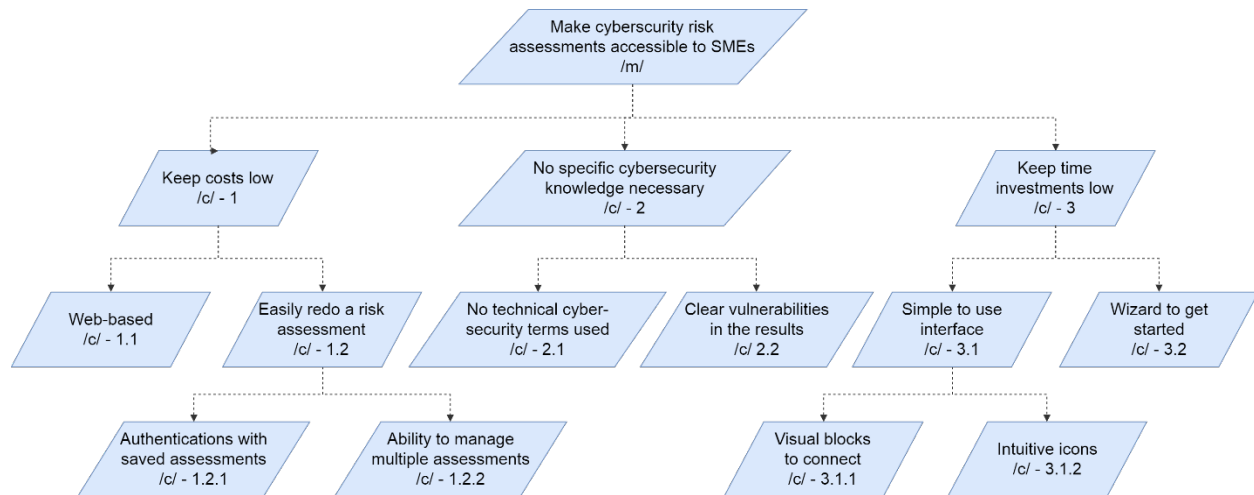 Make cyberscurity risk
assessments accessible to SMEs
/m/
Keep costs low
/c/ - 1
No specific cybersecurity
knowledge necessary
/c/ - 2
Keep time
investments low
/c/ - 3
Web-based
/c/ - 1.1
Easily redo a risk
assessment
/c/ - 1.2
No technical cyber-
security terms used
/c/ - 2.1
Clear vulnerabilities
in the results
/c/ 2.2
Simple to use
interface
/c/ - 3.1
Wizard to get
started
/c/ - 3.2
Authentications with
saved assessments
/c/ - 1.2.1
Ability to manage
multiple assessments
/c/ - 1.2.2
Visual blocks
to connect
/c/ - 3.1.1
Intuitive icons
/c/ - 3.1.2